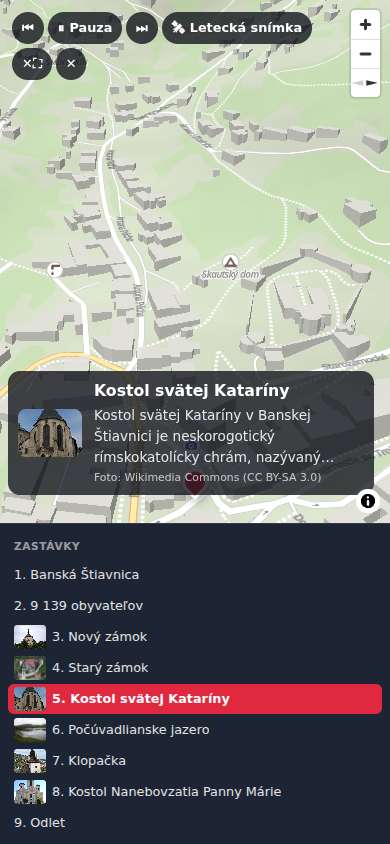 Pauza
Letecká snímka
Skautský dom
Kostol svätej Kataríny
Kostol svätej Kataríny v Banskej
Štiavnici je neskorogotický
rímskokatolícky chrám, nazývaný…
Foto: Wikimedia Commons (CC BY-SA 3.0)
ZASTÁVKY
1. Banská Štiavnica
2. 9 139 obyvateľov
3. Nový zámok
4. Starý zámok
5. Kostol svätej Kataríny
6. Počúvadlianske jazero
7. Klopačka
8. Kostol Nanebovzatia Panny Márie
9. Odlet